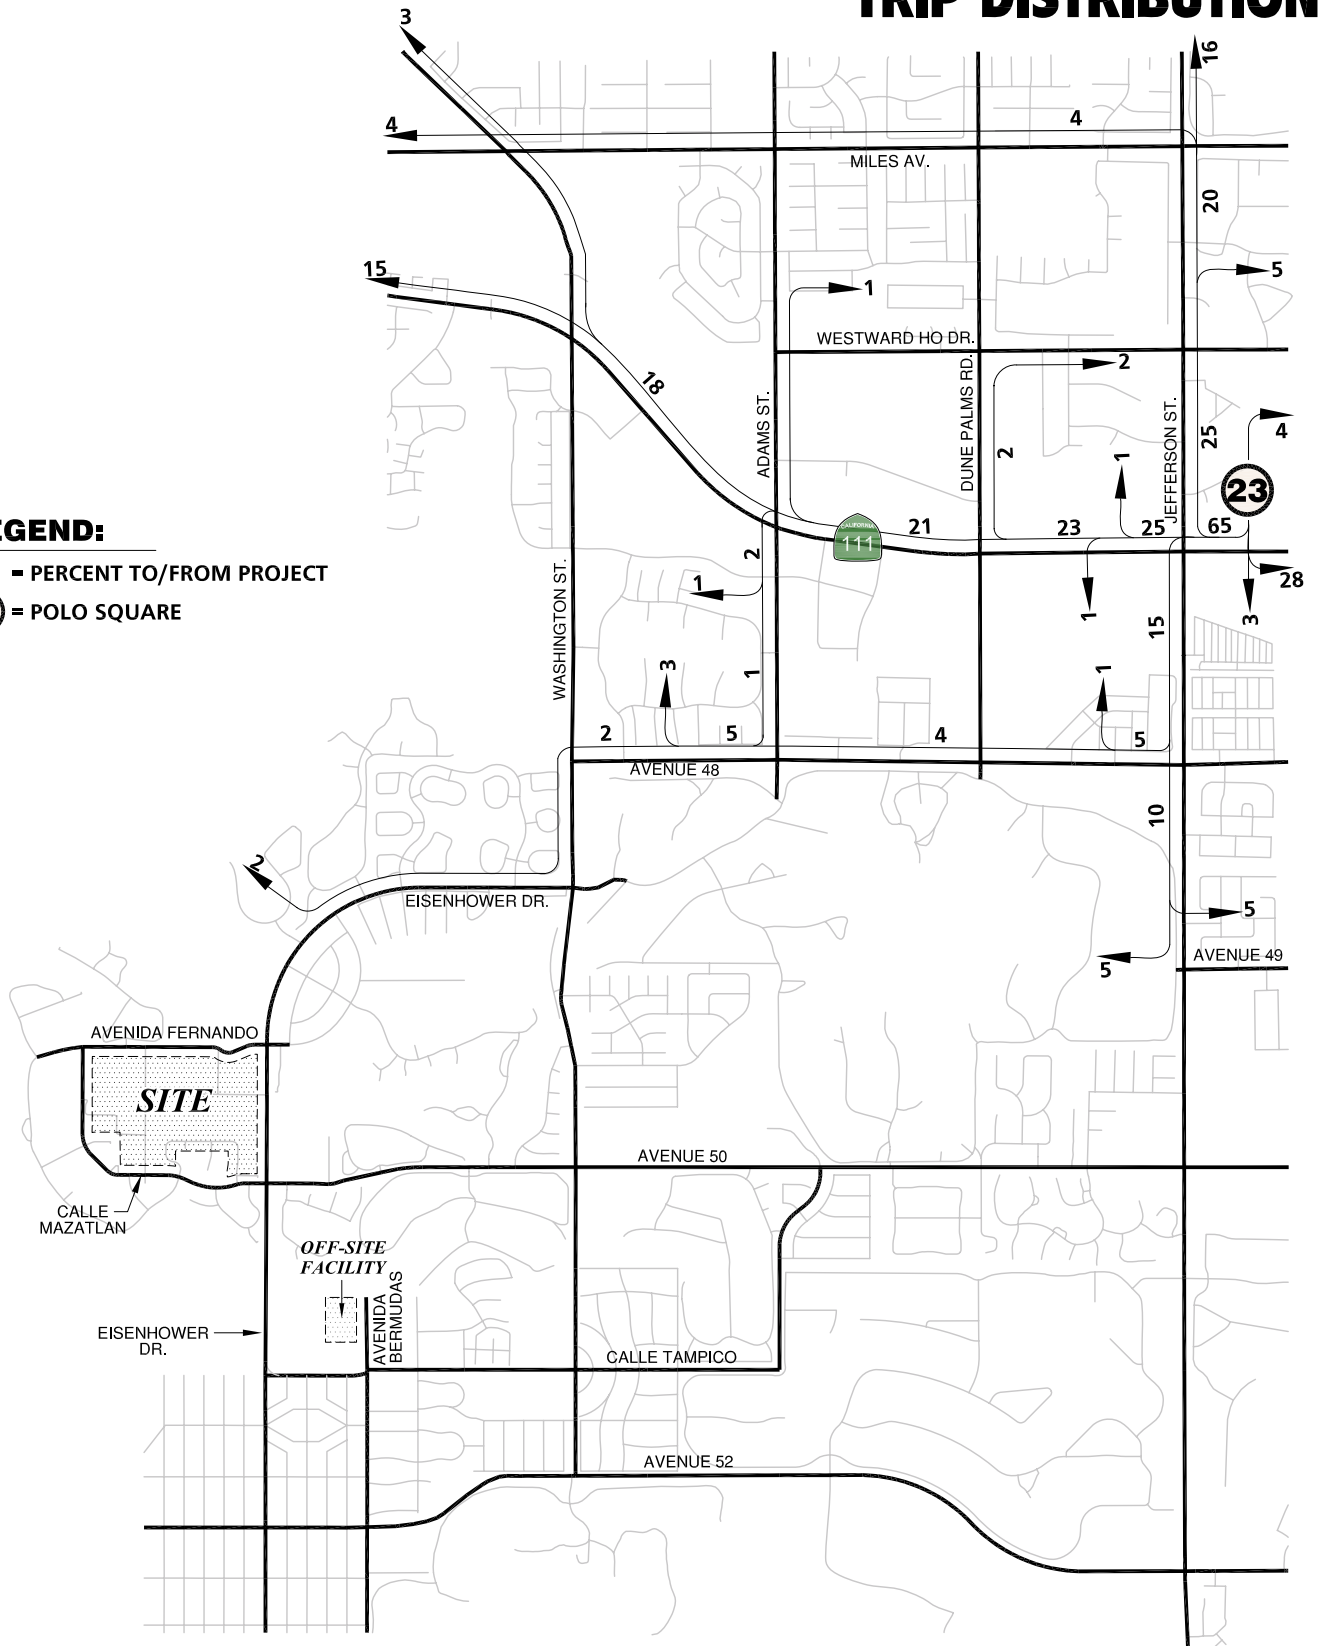 TRIP DISTRIBUTION
3
16
4
4
MILES AV.
20
15
5
1
WESTWARD HO DR.
18
2
ADAMS ST.
DUNE PALMS RD.
JEFFERSON ST.
25
4
2
1
23
CALIFORNIA
111
21
23
25
65
EGEND:
= PERCENT TO/FROM PROJECT
= POLO SQUARE
2
1
28
1
3
15
WASHINGTON ST.
3
1
1
2
5
4
5
AVENUE 48
10
2
EISENHOWER DR.
5
5
AVENUE 49
AVENIDA FERNANDO
SITE
AVENUE 50
CALLE
MAZATLAN
OFF-SITE
FACILITY
AVENIDA
BERMUDAS
EISENHOWER
DR.
CALLE TAMPICO
AVENUE 52